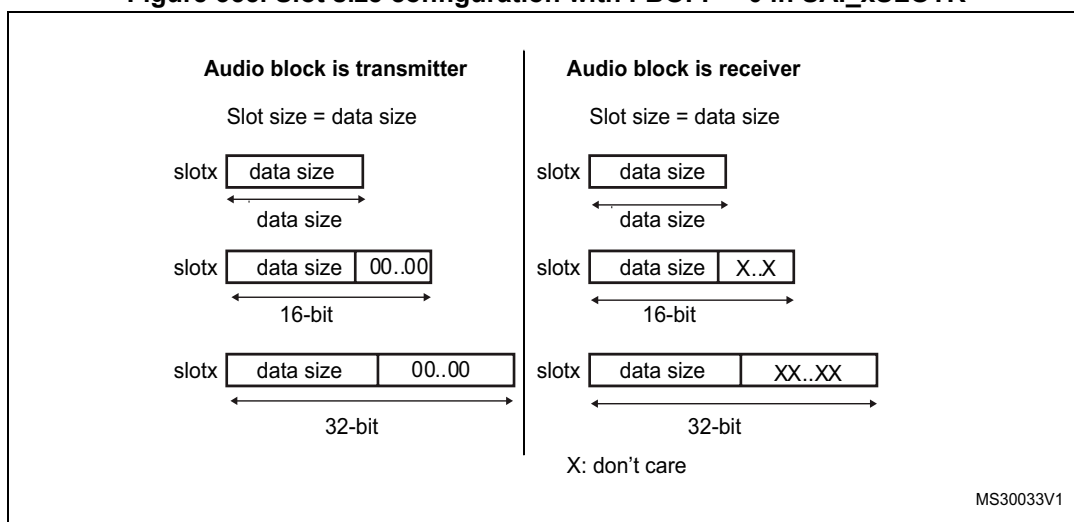 Audio block is transmitter
Slot size = data size
slotx data size
data size
slotx data size 00..00
16-bit
slotx data size 00..00
32-bit
Audio block is receiver
Slot size = data size
slotx data size
data size
slotx data size X..X
16-bit
slotx data size XX..XX
32-bit
X: don't care
MS30033V1